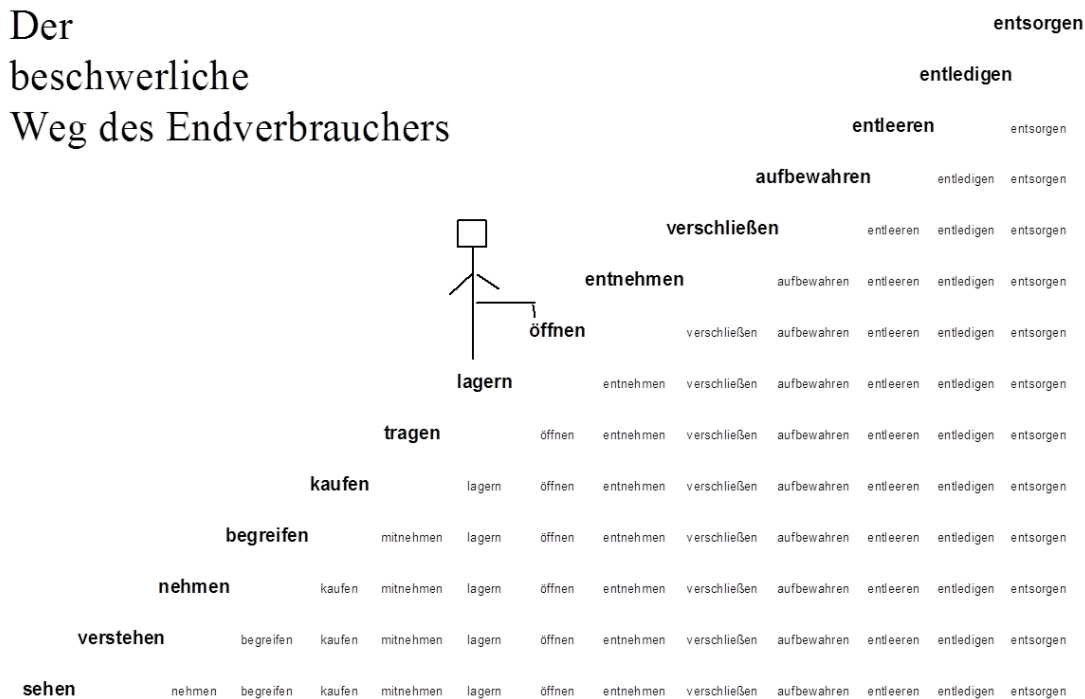 Der
beschwerliche
Weg des Endverbrauchers
entsorgen
entledigen
entleeren entsorgen
aufbewahren entledigen entsorgen
verschließen entleeren entledigen entsorgen
entnehmen aufbewahren entleeren entledigen entsorgen
öffnen verschließen aufbewahren entleeren entledigen entsorgen
lagern entnehmen verschließen aufbewahren entleeren entledigen entsorgen
tragen öffnen entnehmen verschließen aufbewahren entleeren entledigen entsorgen
kaufen lagern öffnen entnehmen verschließen aufbewahren entleeren entledigen entsorgen
begreifen mitnehmen lagern öffnen entnehmen verschließen aufbewahren entleeren entledigen entsorgen
nehmen kaufen mitnehmen lagern öffnen entnehmen verschließen aufbewahren entleeren entledigen entsorgen
verstehen begreifen kaufen mitnehmen lagern öffnen entnehmen verschließen aufbewahren entleeren entledigen entsorgen
sehen nehmen begreifen kaufen mitnehmen lagern öffnen entnehmen verschließen aufbewahren entleeren entledigen entsorgen